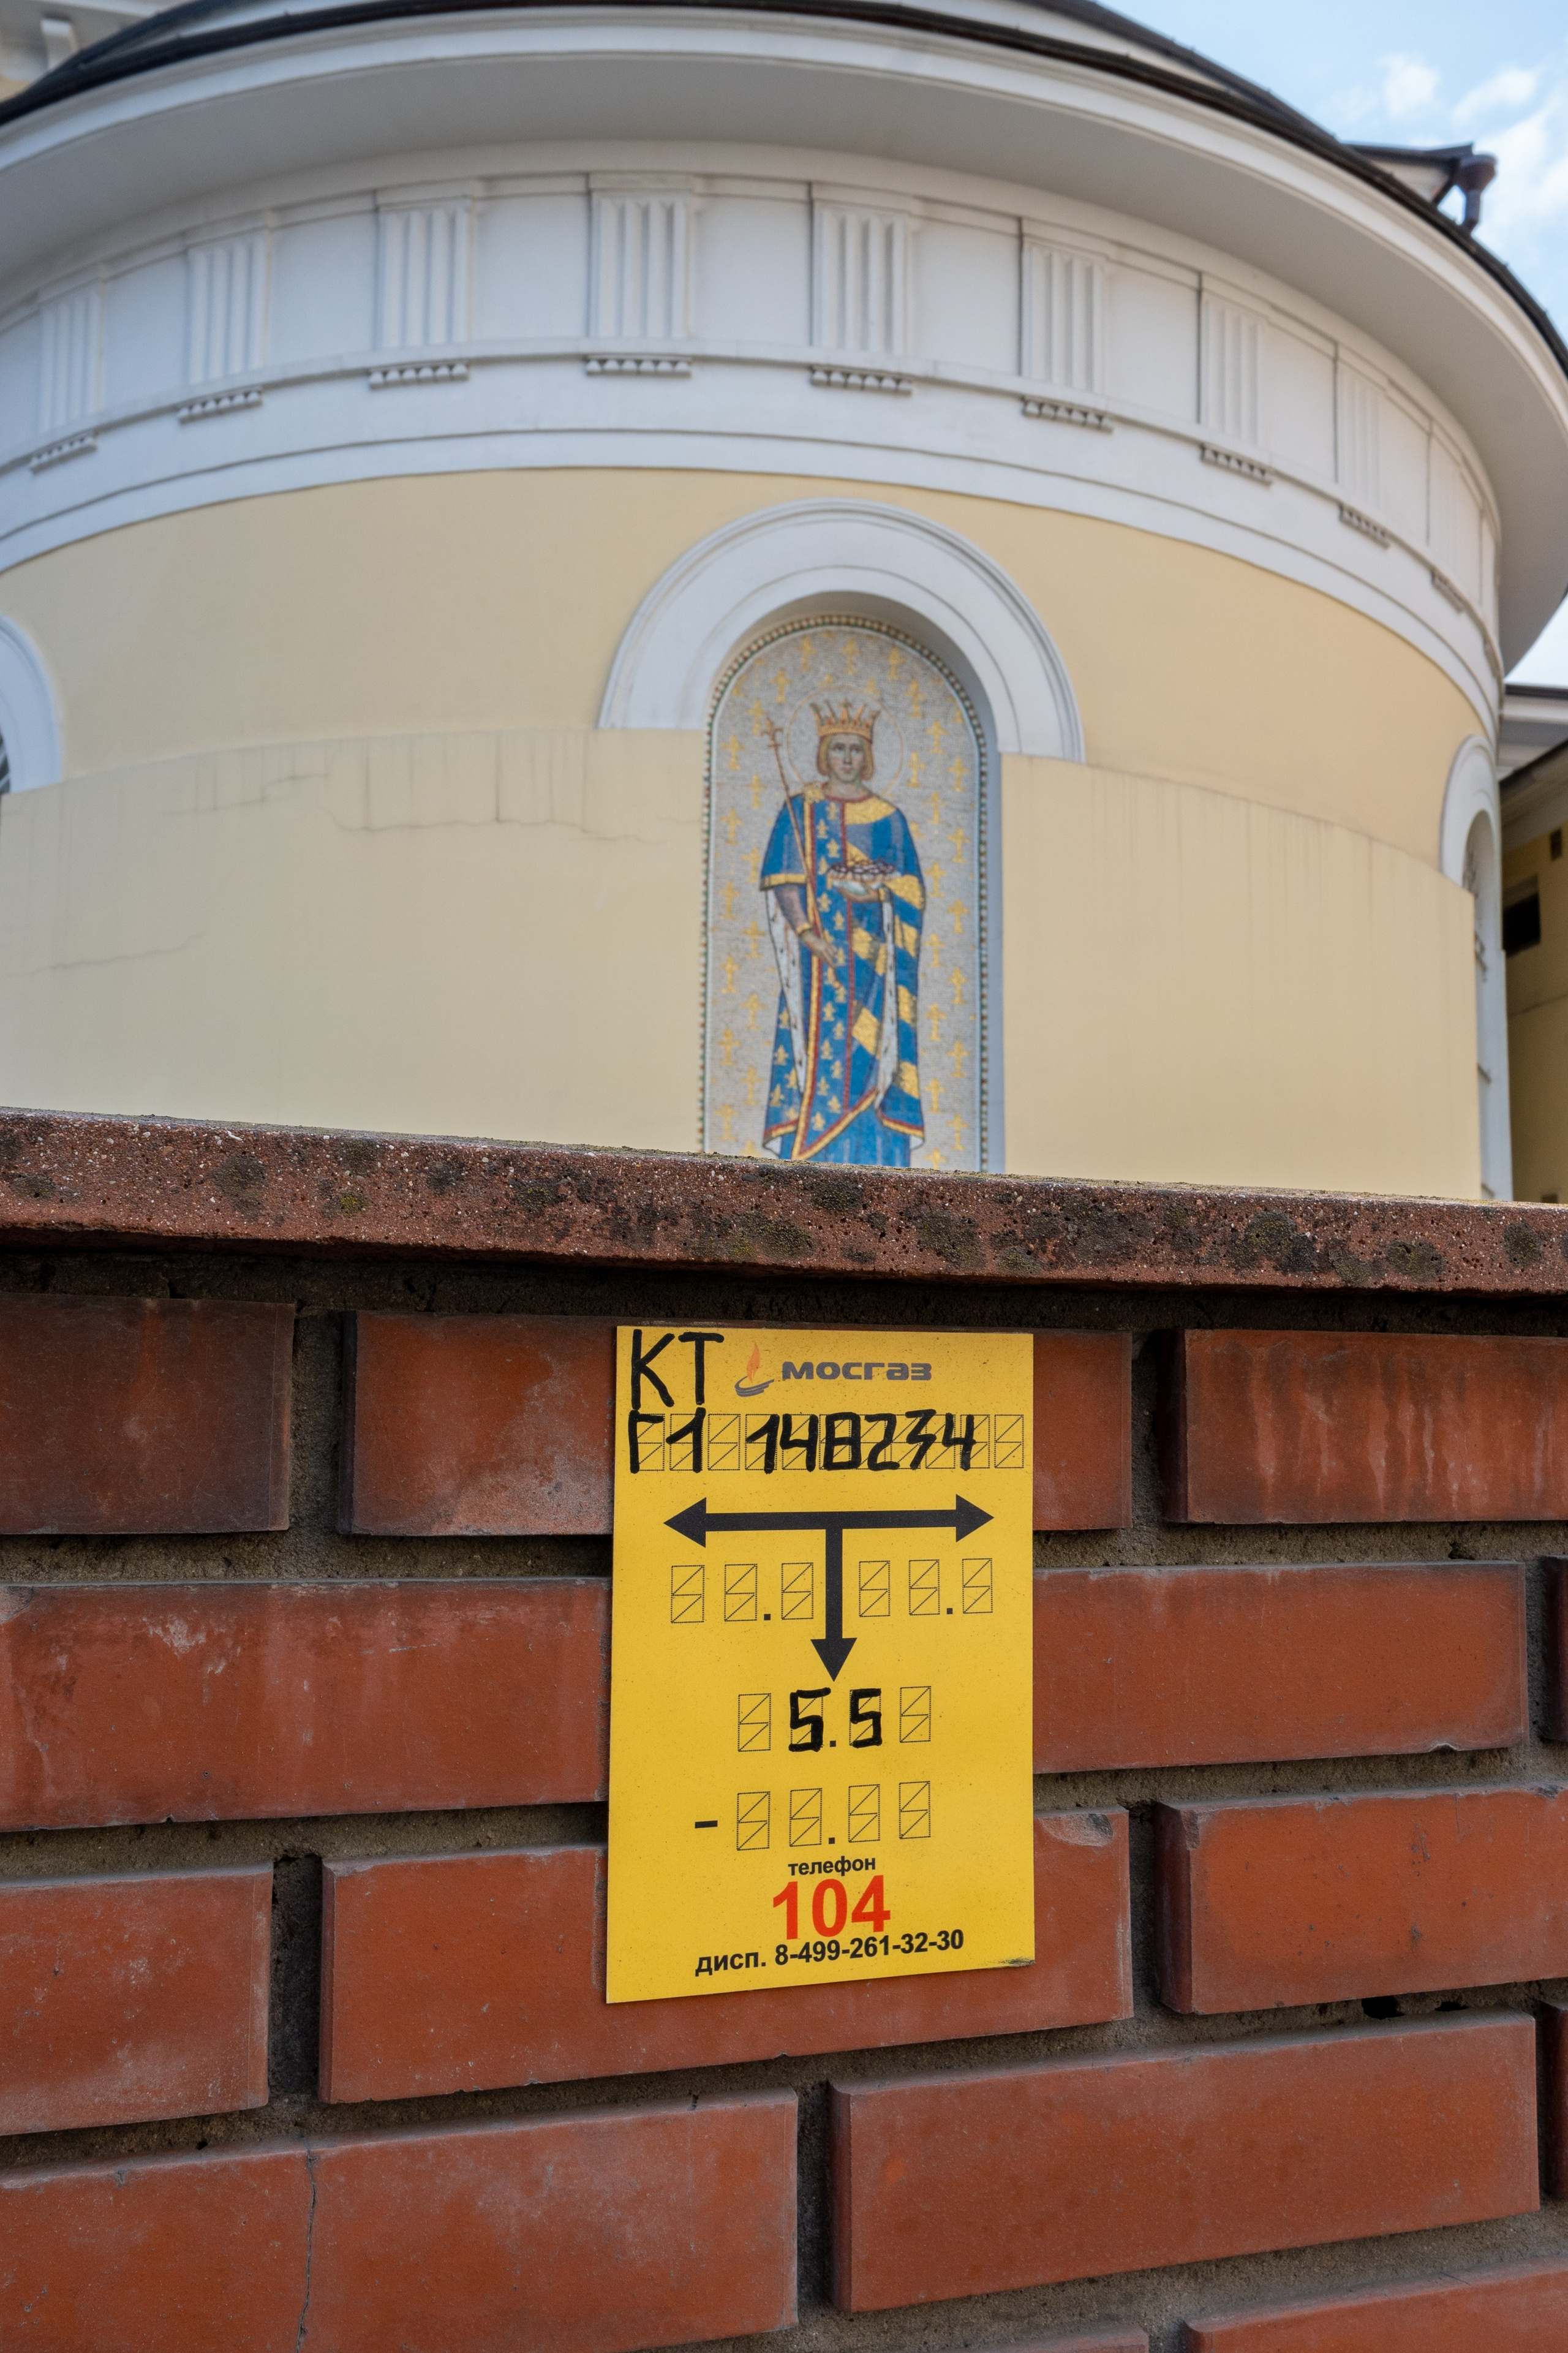 КТ мосгаз
Г1 148234
5.5
-
телефон
104
дисп. 8-499-261-32-30